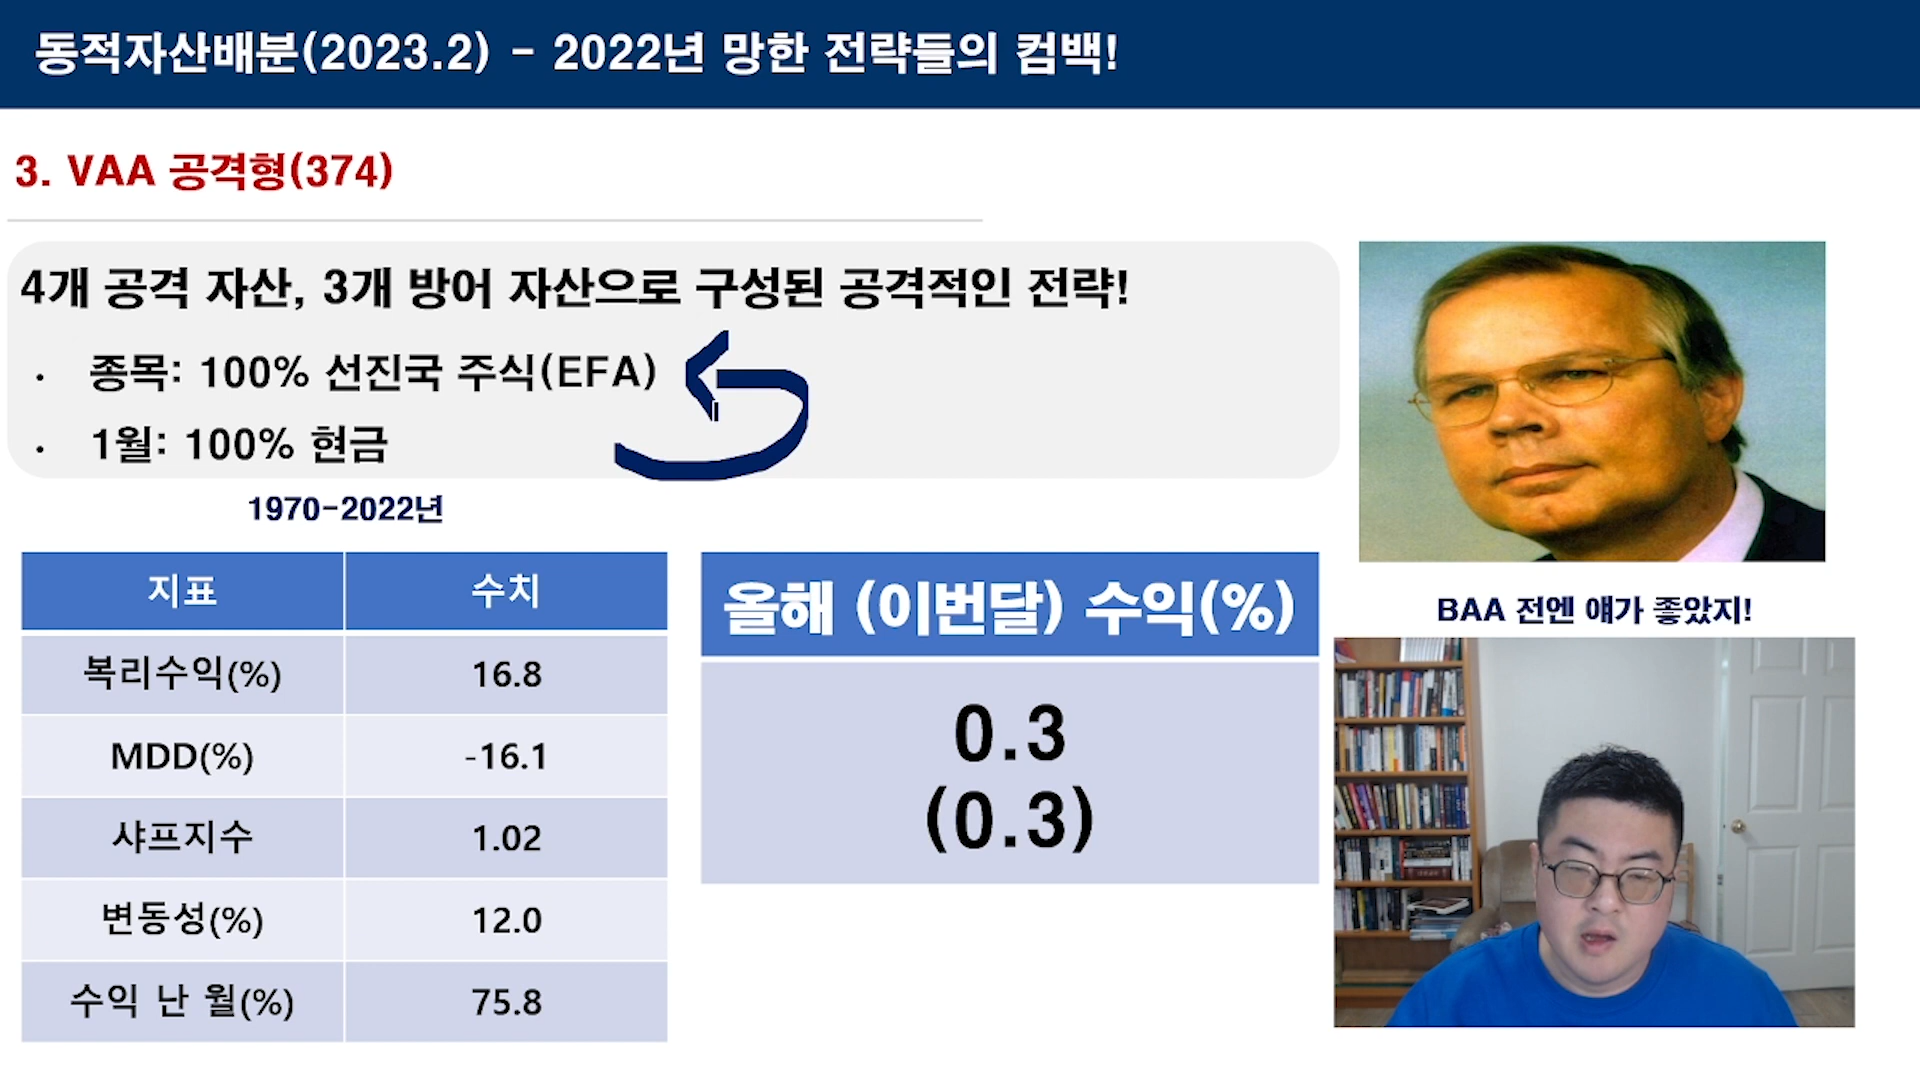 동적자산배분(2023.2) - 2022년 망한 전략들의 컴백!
3. VAA 공격형(374)
4개 공격 자산, 3개 방어 자산으로 구성된 공격적인 전략!
· 종목: 100% 선진국 주식(EFA)
· 1월: 100% 현금
1970-2022년
지표 수치
복리수익(%) 16.8
MDD(%) -16.1
샤프지수 1.02
변동성(%) 12.0
수익 난 월(%) 75.8
올해 (이번달) 수익(%)
0.3
(0.3)
BAA 전엔 얘가 좋았지!